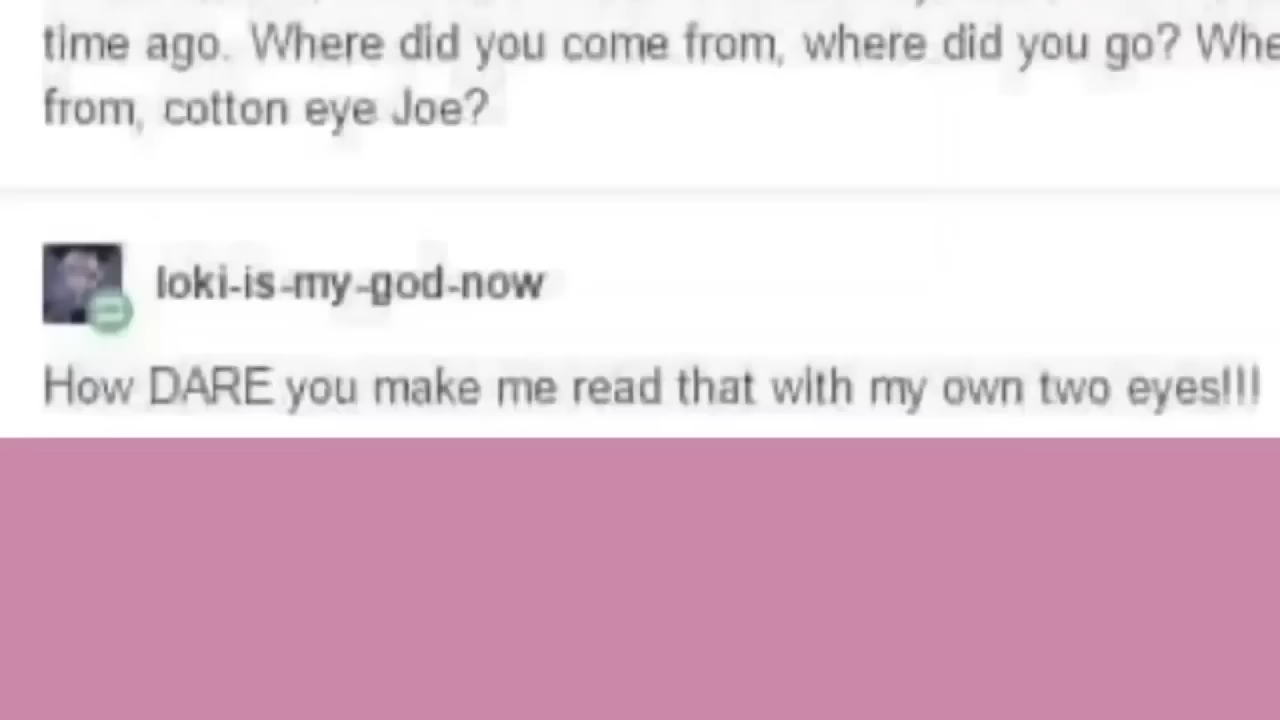 time ago. Where did you come from, where did you go? Whe
from, cotton eye Joe?
loki-is-my-god-now
How DARE you make me read that with my own two eyes!!!